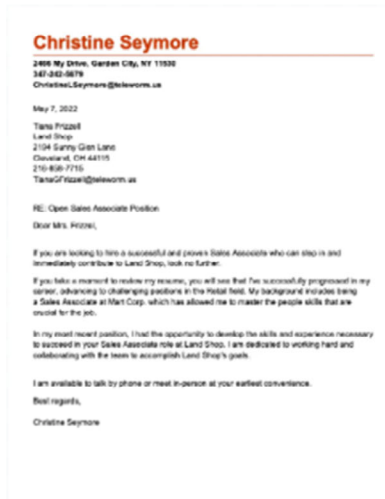 Christine Seymore
2466 My Drive, Garden City, NY 11530
347-242-5679
ChristineLSeymore@teleworm.us
May 7, 2022
Tiana Frizzell
Land Shop
2194 Sunny Glen Lane
Cleveland, OH 44115
216-858-7715
TianaGFrizzell@teleworm.us
RE: Open Sales Associate Position
Dear Mrs. Frizzel,
If you are looking to hire a successful and proven Sales Associate who can step in and
immediately contribute to Land Shop, look no further.
If you take a moment to review my resume, you will see that I've successfully progressed in my
career, advancing to challenging positions in the Retail field. My background includes being
a Sales Associate at Mart Corp. which has allowed me to master the people skills that are
crucial for the job.
In my most recent position, I had the opportunity to develop the skills and experience necessary
to succeed in your Sales Associate role at Land Shop. I am dedicated to working hard and
collaborating with the team to accomplish Land Shop's goals.
I am available to talk by phone or meet in-person at your earliest convenience.
Best regards,
Christine Seymore